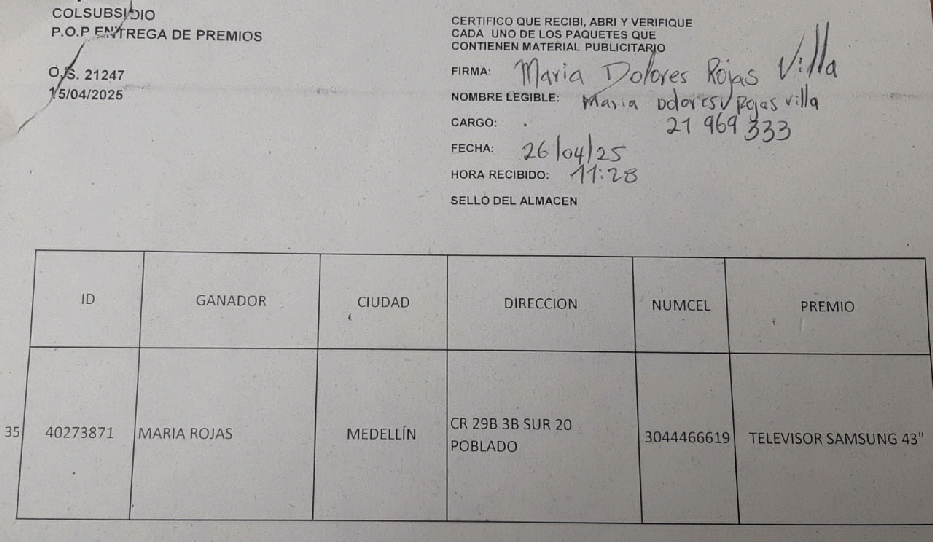 COLSUBSIDIO
P.O.P ENTREGA DE PREMIOS
O.S. 21247
15/04/2025
CERTIFICO QUE RECIBI, ABRI Y VERIFIQUE
CADA UNO DE LOS PAQUETES QUE
CONTIENEN MATERIAL PUBLICITARIO
FIRMA: Maria Dolores Rojas Villa
NOMBRE LEGIBLE: Maria Dolores Rojas villa
CARGO: 21 969 333
FECHA: 26/04/25
HORA RECIBIDO: 11:28
SELLO DEL ALMACEN
ID GANADOR CIUDAD DIRECCION NUMCEL PREMIO
35 40273871 MARIA ROJAS MEDELLÍN CR 29B 3B SUR 20 POBLADO 3044466619 TELEVISOR SAMSUNG 43"